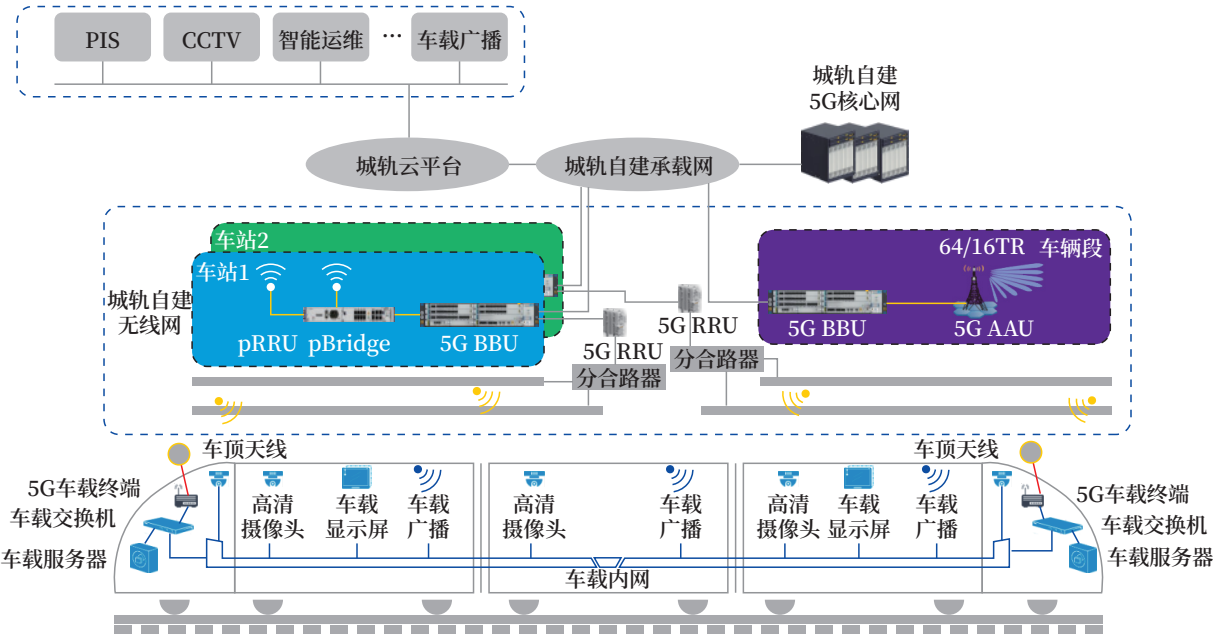 PIS
CCTV
智能运维
…
车载广播
城轨自建
5G核心网
城轨云平台
城轨自建承载网
车站2
64/16TR
车辆段
车站1
城轨自建
无线网
pRRU
pBridge
5G BBU
5G RRU
5G RRU
5G BBU
5G AAU
分合路器
分合路器
车顶天线
车顶天线
5G车载终端
车载交换机
车载服务器
高清
摄像头
车载
显示屏
车载
广播
高清
摄像头
车载
广播
高清
摄像头
车载
显示屏
车载
广播
5G车载终端
车载交换机
车载服务器
车载内网